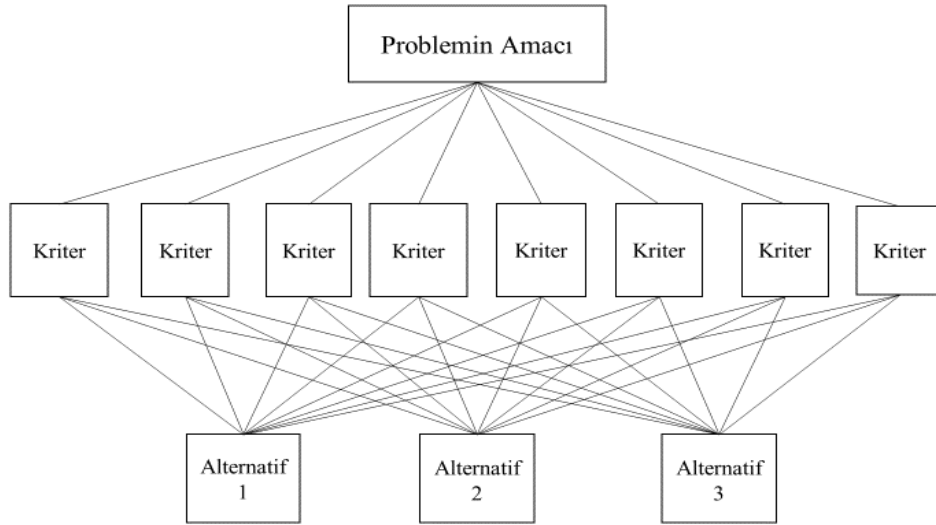 Problemin Amacı
Kriter
Kriter
Kriter
Kriter
Kriter
Kriter
Kriter
Kriter
Alternatif
1
Alternatif
2
Alternatif
3